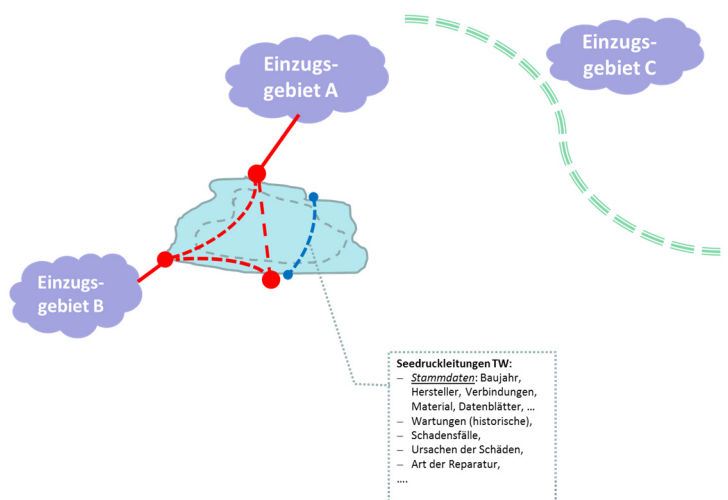 Einzugs-
gebiet A
Einzugs-
gebiet C
Einzugs-
gebiet B
Seedruckleitungen TW:
– Stammdaten: Baujahr,
Hersteller, Verbindungen,
Material, Datenblätter, ...
– Wartungen (historische),
– Schadensfälle,
– Ursachen der Schäden,
– Art der Reparatur,
....